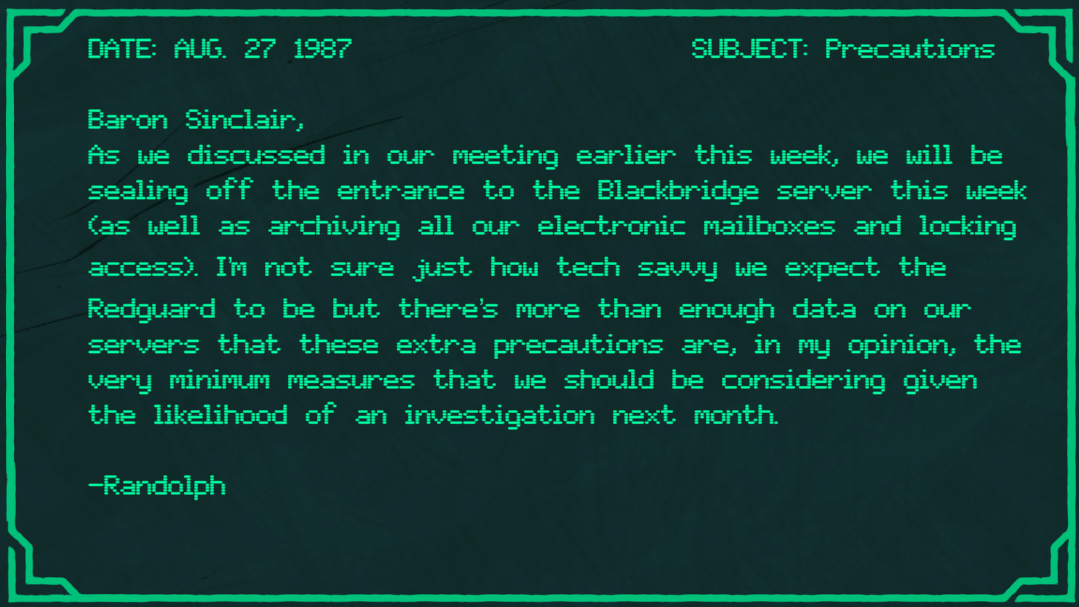 DATE: AUG. 27 1987
SUBJECT: Precautions
Baron Sinclair,
As we discussed in our meeting earlier this week, we will be
sealing off the entrance to the Blackbridge server this week
(as well as archiving all our electronic mailboxes and locking
access). I'm not sure just how tech savvy we expect the
Redguard to be but there's more than enough data on our
servers that these extra precautions are, in my opinion, the
very minimum measures that we should be considering given
the likelihood of an investigation next month.
-Randolph